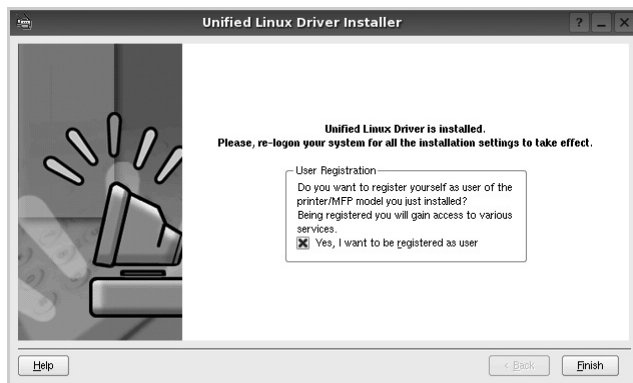 Unified Linux Driver Installer
Unified Linux Driver is installed.
Please, re-logon your system for all the installation settings to take effect.
User Registration
Do you want to register yourself as user of the
printer/MFP model you just installed?
Being registered you will gain access to various
services.
Yes, I want to be registered as user
Help
< Back
Finish